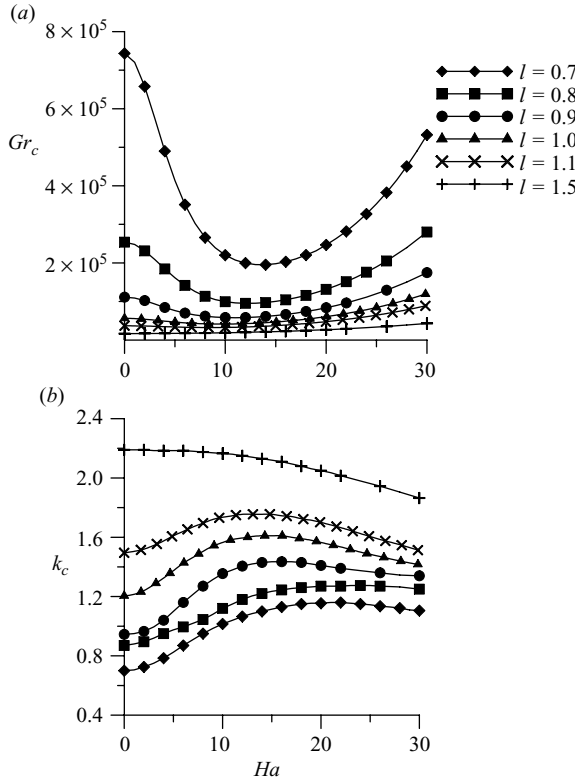 (a)
8 × 10⁵
6 × 10⁵
Gr_c
4 × 10⁵
2 × 10⁵
0 10 20 30
l = 0.7
l = 0.8
l = 0.9
l = 1.0
l = 1.1
l = 1.5
(b)
2.4
2.0
1.6
k_c
1.2
0.8
0.4
0 10 20 30
Ha